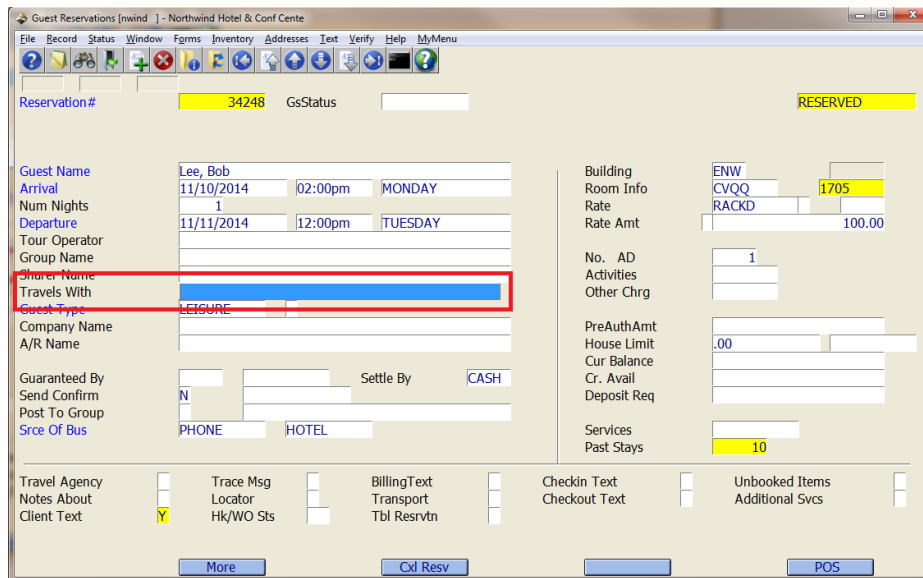 Guest Reservations [nwind   ] - Northwind Hotel & Conf Cente
File Record Status Window Forms Inventory Addresses Text Verify Help MyMenu
Reservation# 34248 GsStatus RESERVED
Guest Name Lee, Bob Building ENW
Arrival 11/10/2014 02:00pm MONDAY Room Info CVQQ 1705
Num Nights 1 Rate RACKD
Departure 11/11/2014 12:00pm TUESDAY Rate Amt 100.00
Tour Operator
Group Name No. AD 1
Sharer Name Activities
Travels With Other Chrg
Guest Type LEISURE
Company Name PreAuthAmt
A/R Name House Limit .00
Cur Balance
Guaranteed By Settle By CASH Cr. Avail
Send Confirm N Deposit Req
Post To Group
Srce Of Bus PHONE HOTEL Services
Past Stays 10
Travel Agency Trace Msg BillingText Checkin Text Unbooked Items
Notes About Locator Transport Checkout Text Additional Svcs
Client Text Y Hk/WO Sts Tbl Resrvtn
More Cxl Resv POS